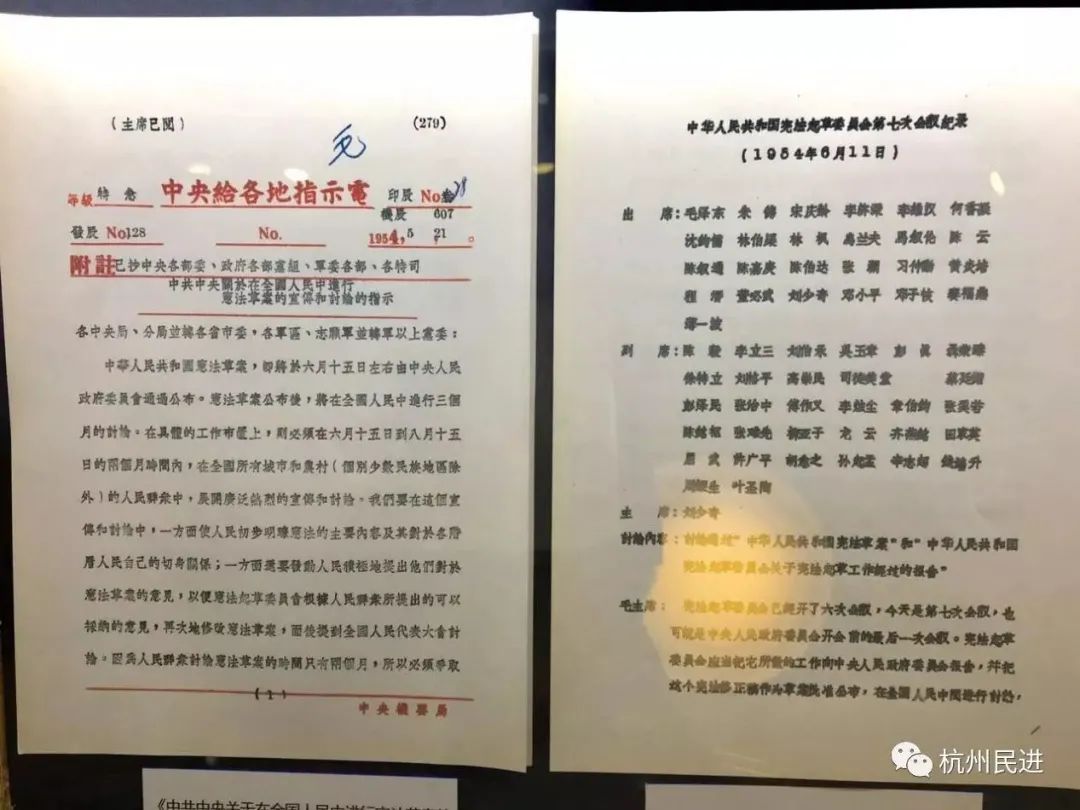 (主席已閱)
(279)
等級 特急 中央給各地指示電 印股 No.
機股 607
發股 No.128 No. 1954,5,21。
附註已抄中央各部委、政府各部黨組、軍委各部、各特司
中共中央關於在全國人民中進行
憲法草案的宣傳和討論的指示
各中央局、分局並轉各省市委,各軍區、志願軍並轉軍以上黨委:
中華人民共和國憲法草案,即將於六月十五日左右由中央人民
政府委員會通過公布。憲法草案公布後,將在全國人民中進行三個
月的討論。在具體的工作布置上,則必須在六月十五日到八月十五
日的兩個月時間內,在全國所有城市和農村(個別少數民族地區除
外)的人民群衆中,展開廣泛熱烈的宣傳和討論。我們要在這個宣
傳和討論中,一方面使人民初步明瞭憲法的主要內容及其對於各階
層人民自己的切身關係;一方面還要發動人民積極地提出他們對於
憲法草案的意見,以便憲法起草委員會根據人民群衆所提出的可以
採納的意見,再次地修改憲法草案,而後提到全國人民代表大會討
論。因爲人民群衆討論憲法草案的時間只有兩個月,所以必須爭取
(1)
中央機要局
中华人民共和国宪法起草委员会第七次会议纪录
(1954年6月11日)
出 席:毛泽东 朱德 宋庆龄 李济深 李维汉 何香凝
沈钧儒 林伯渠 林枫 乌兰夫 马叙伦 陈云
陈叙通 陈嘉庚 陈伯达 张澜 习仲勋 黄炎培
程潜 董必武 刘少奇 邓小平 邓子恢 赛福鼎
薄一波
列 席:陈毅 李立三 刘伯承 吴玉章 彭真 聂荣臻
徐特立 刘格平 高崇民 司徒美堂 蔡廷锴
彭泽民 张治中 傅作义 李烛尘 章伯钧 张奚若
陈铭枢 张难先 柳亚子 龙云 齐燕铭 田家英
屈武 许广平 胡愈之 孙起孟 辛志超 钱端升
周鲠生 叶圣陶
主 席:刘少奇
討論內容:討論通过“中华人民共和国宪法草案”和“中华人民共和国
宪法起草委员会关于宪法起草工作经过的报告”
毛主席: 宪法起草委员会已經开了六次会议,今天是第七次会议,也
可能是中央人民政府委员会开会前的最后一次会议。宪法起草
委员会应当把它所做的工作向中央人民政府委员会报告,幷把
这个宪法修正稿作为草案批准公布,在全国人民中間进行討論,
杭州民进